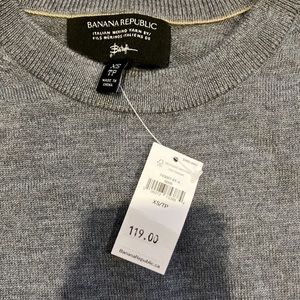 BANANA REPUBLIC
ITALIAN MERINO YARN BY/
FILS MÉRINOS ITALIENS DE
XS
TP
MADE IN
CHINA
XS/TP
119.00
BananaRepublic.ca